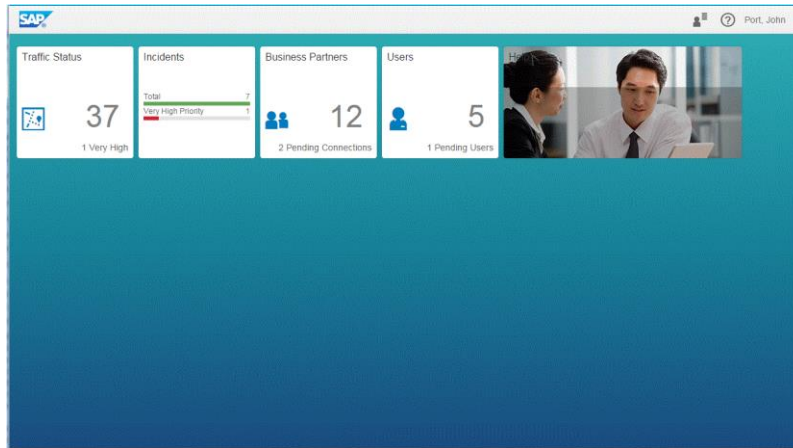 SAP
Port, John
Traffic Status
37
1 Very High
Incidents
Total 7
Very High Priority 1
Business Partners
12
2 Pending Connections
Users
5
1 Pending Users